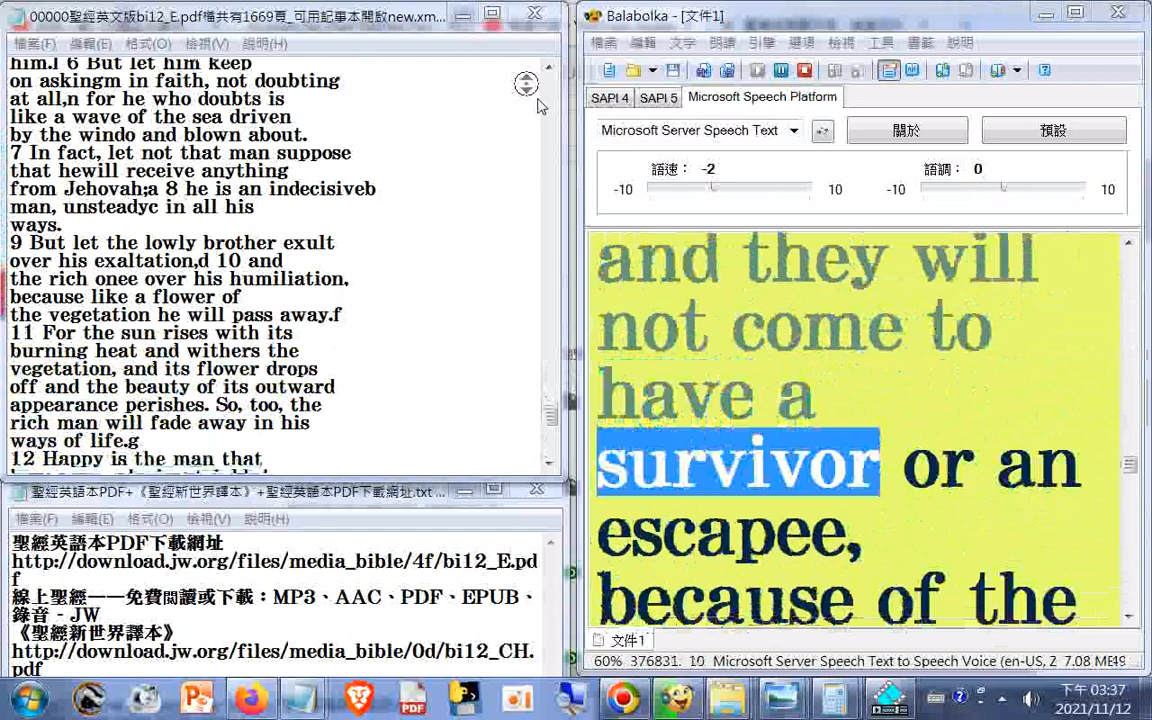 00000聖經英文版bi12_E.pdf檔共有1669頁_可用記事本開啟new.xm...
檔案(F) 編輯(E) 格式(O) 檢視(V) 說明(H)
him.l 6 But let him keep
on askingm in faith, not doubting
at all,n for he who doubts is
like a wave of the sea driven
by the windo and blown about.
7 In fact, let not that man suppose
that hewill receive anything
from Jehovah;a 8 he is an indecisiveb
man, unsteadyc in all his
ways.
9 But let the lowly brother exult
over his exaltation,d 10 and
the rich onee over his humiliation,
because like a flower of
the vegetation he will pass away.f
11 For the sun rises with its
burning heat and withers the
vegetation, and its flower drops
off and the beauty of its outward
appearance perishes. So, too, the
rich man will fade away in his
ways of life.g
12 Happy is the man that
聖經英語本PDF+《聖經新世界譯本》+聖經英語本PDF下載網址.txt ...
檔案(F) 編輯(E) 格式(O) 檢視(V) 說明(H)
聖經英語本PDF下載網址
http://download.jw.org/files/media_bible/4f/bi12_E.pd
f
線上聖經——免費閱讀或下載：MP3、AAC、PDF、EPUB、
錄音 - JW
《聖經新世界譯本》
http://download.jw.org/files/media_bible/0d/bi12_CH.
pdf
Balabolka - [文件1]
檔案 編輯 文字 朗讀 引擎 選項 檢視 工具 書籤 說明
SAPI 4 SAPI 5 Microsoft Speech Platform
Microsoft Server Speech Text 關於 預設
語速： -2 語調： 0
-10 10 -10 10
and they will
not come to
have a
survivor or an
escapee,
because of the
文件1
60% 376831. 10 Microsoft Server Speech Text to Speech Voice (en-US, Z 7.08 ME
下午 03:37
2021/11/12